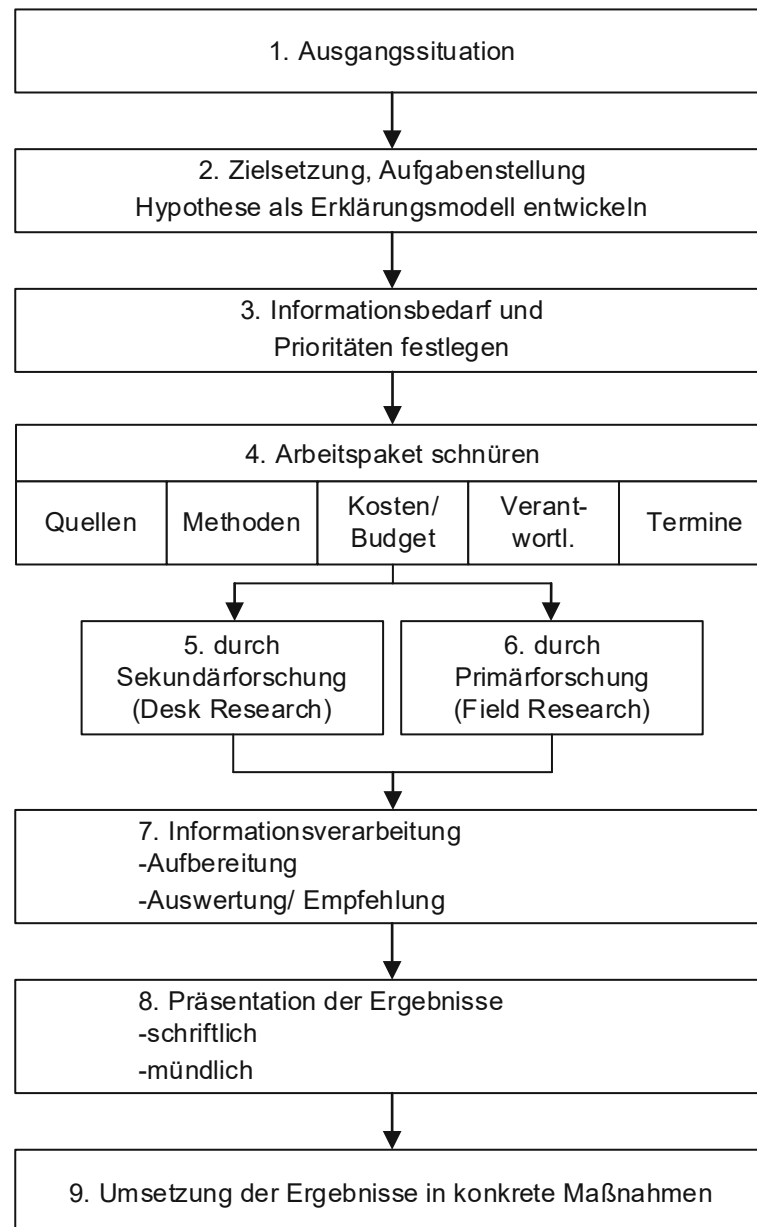 1. Ausgangssituation
2. Zielsetzung, Aufgabenstellung
Hypothese als Erklärungsmodell entwickeln
3. Informationsbedarf und
Prioritäten festlegen
4. Arbeitspaket schnüren
Quellen
Methoden
Kosten/
Budget
Verant-
wortl.
Termine
5. durch
Sekundärforschung
(Desk Research)
6. durch
Primärforschung
(Field Research)
7. Informationsverarbeitung
-Aufbereitung
-Auswertung/ Empfehlung
8. Präsentation der Ergebnisse
-schriftlich
-mündlich
9. Umsetzung der Ergebnisse in konkrete Maßnahmen